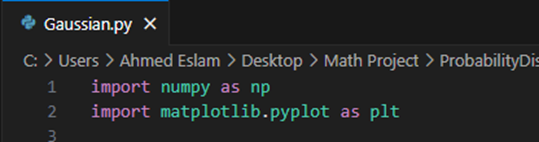 Gaussian.py
C: > Users > Ahmed Eslam > Desktop > Math Project > ProbabilityDis
1 import numpy as np
2 import matplotlib.pyplot as plt
3